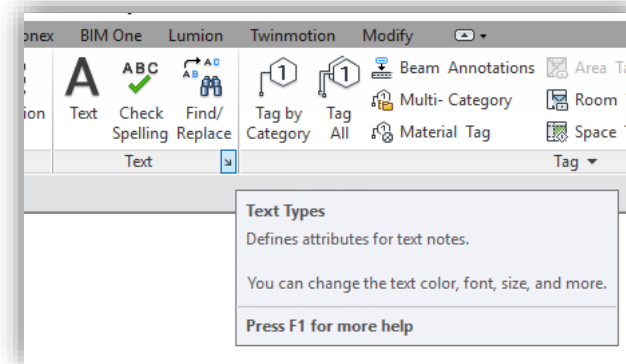 BIM One Lumion Twinmotion Modify
Text
ABC
Check Spelling
Find/ Replace
Tag by Category
Tag All
Beam Annotations
Multi- Category
Material Tag
Area
Room
Space
Text
Tag
Text Types
Defines attributes for text notes.
You can change the text color, font, size, and more.
Press F1 for more help